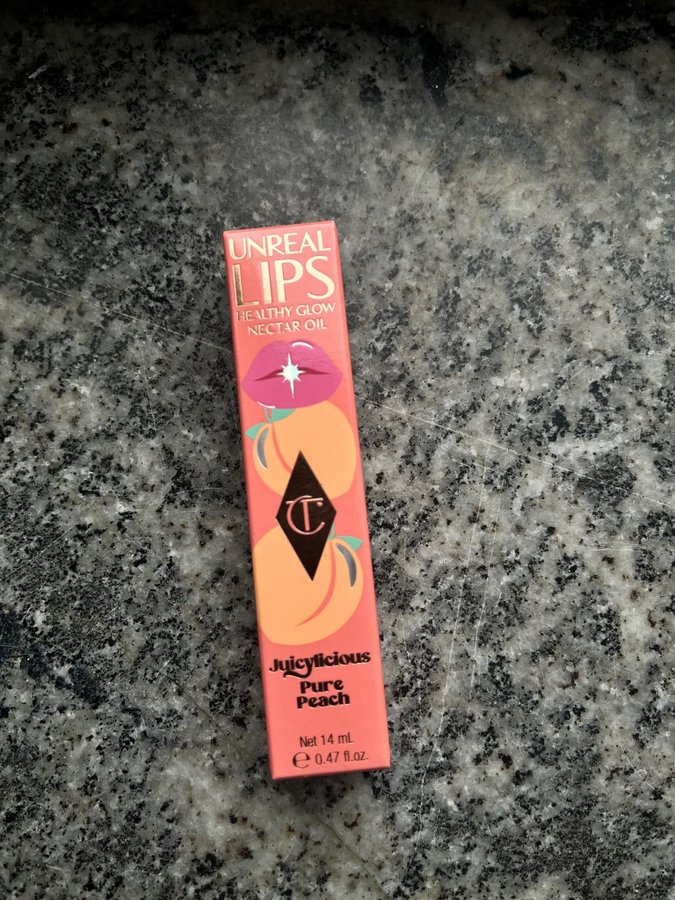 UNREAL
LIPS
HEALTHY GLOW
NECTAR OIL
CT
Juicylicious
Pure
Peach
Net 14 mL
e 0.47 fl.oz.